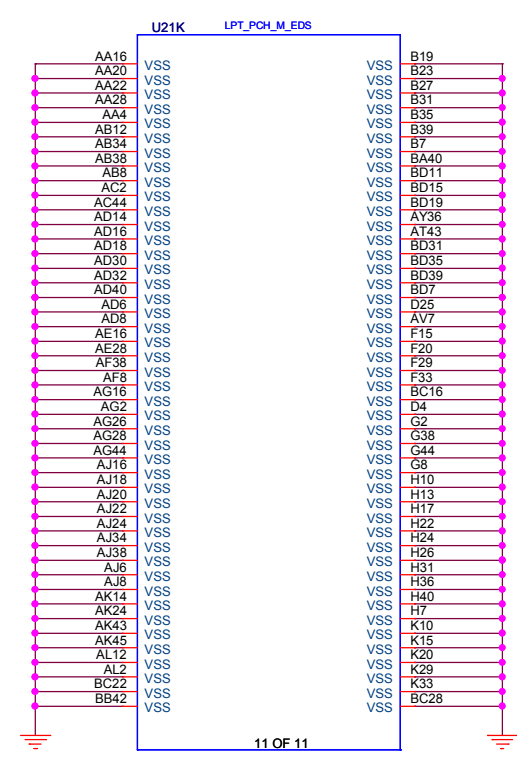 U21K LPT_PCH_M_EDS
AA16 VSS VSS B19
AA20 VSS VSS B23
AA22 VSS VSS B27
AA28 VSS VSS B31
AA4 VSS VSS B35
AB12 VSS VSS B39
AB34 VSS VSS B7
AB38 VSS VSS BA40
AB8 VSS VSS BD11
AC2 VSS VSS BD15
AC44 VSS VSS BD19
AD14 VSS VSS AY36
AD16 VSS VSS AT43
AD18 VSS VSS BD31
AD30 VSS VSS BD35
AD32 VSS VSS BD39
AD40 VSS VSS BD7
AD6 VSS VSS D25
AD8 VSS VSS AV7
AE16 VSS VSS F15
AE28 VSS VSS F20
AF38 VSS VSS F29
AF8 VSS VSS F33
AG16 VSS VSS BC16
AG2 VSS VSS D4
AG26 VSS VSS G2
AG28 VSS VSS G38
AG44 VSS VSS G44
AJ16 VSS VSS G8
AJ18 VSS VSS H10
AJ20 VSS VSS H13
AJ22 VSS VSS H17
AJ24 VSS VSS H22
AJ34 VSS VSS H24
AJ38 VSS VSS H26
AJ6 VSS VSS H31
AJ8 VSS VSS H36
AK14 VSS VSS H40
AK24 VSS VSS H7
AK43 VSS VSS K10
AK45 VSS VSS K15
AL12 VSS VSS K20
AL2 VSS VSS K29
BC22 VSS VSS K33
BB42 VSS VSS BC28
11 OF 11